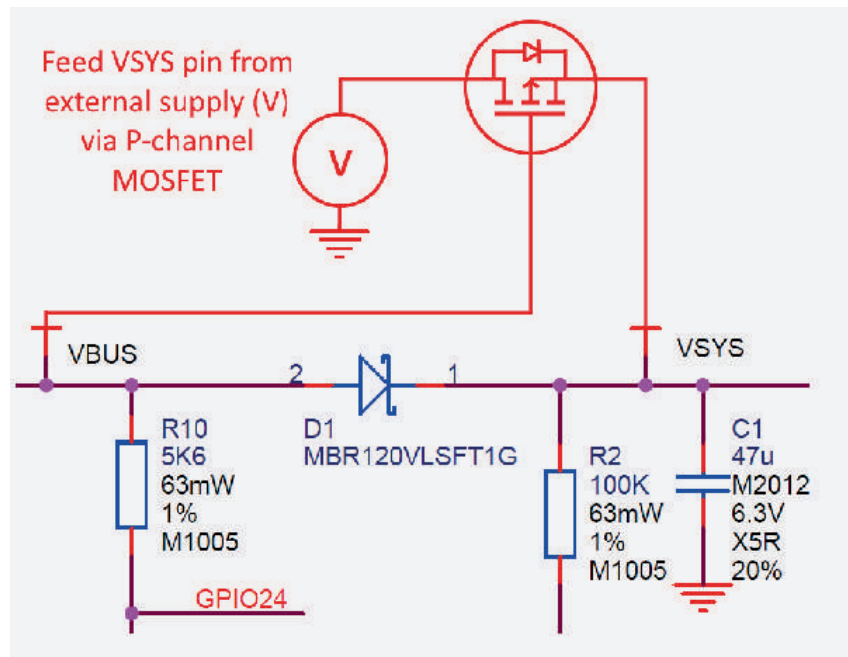 Feed VSYS pin from
external supply (V)
via P-channel
MOSFET
V
VBUS
VSYS
2
1
R10
5K6
63mW
1%
M1005
D1
MBR120VLSFT1G
R2
100K
63mW
1%
M1005
C1
47u
M2012
6.3V
X5R
20%
GPIO24